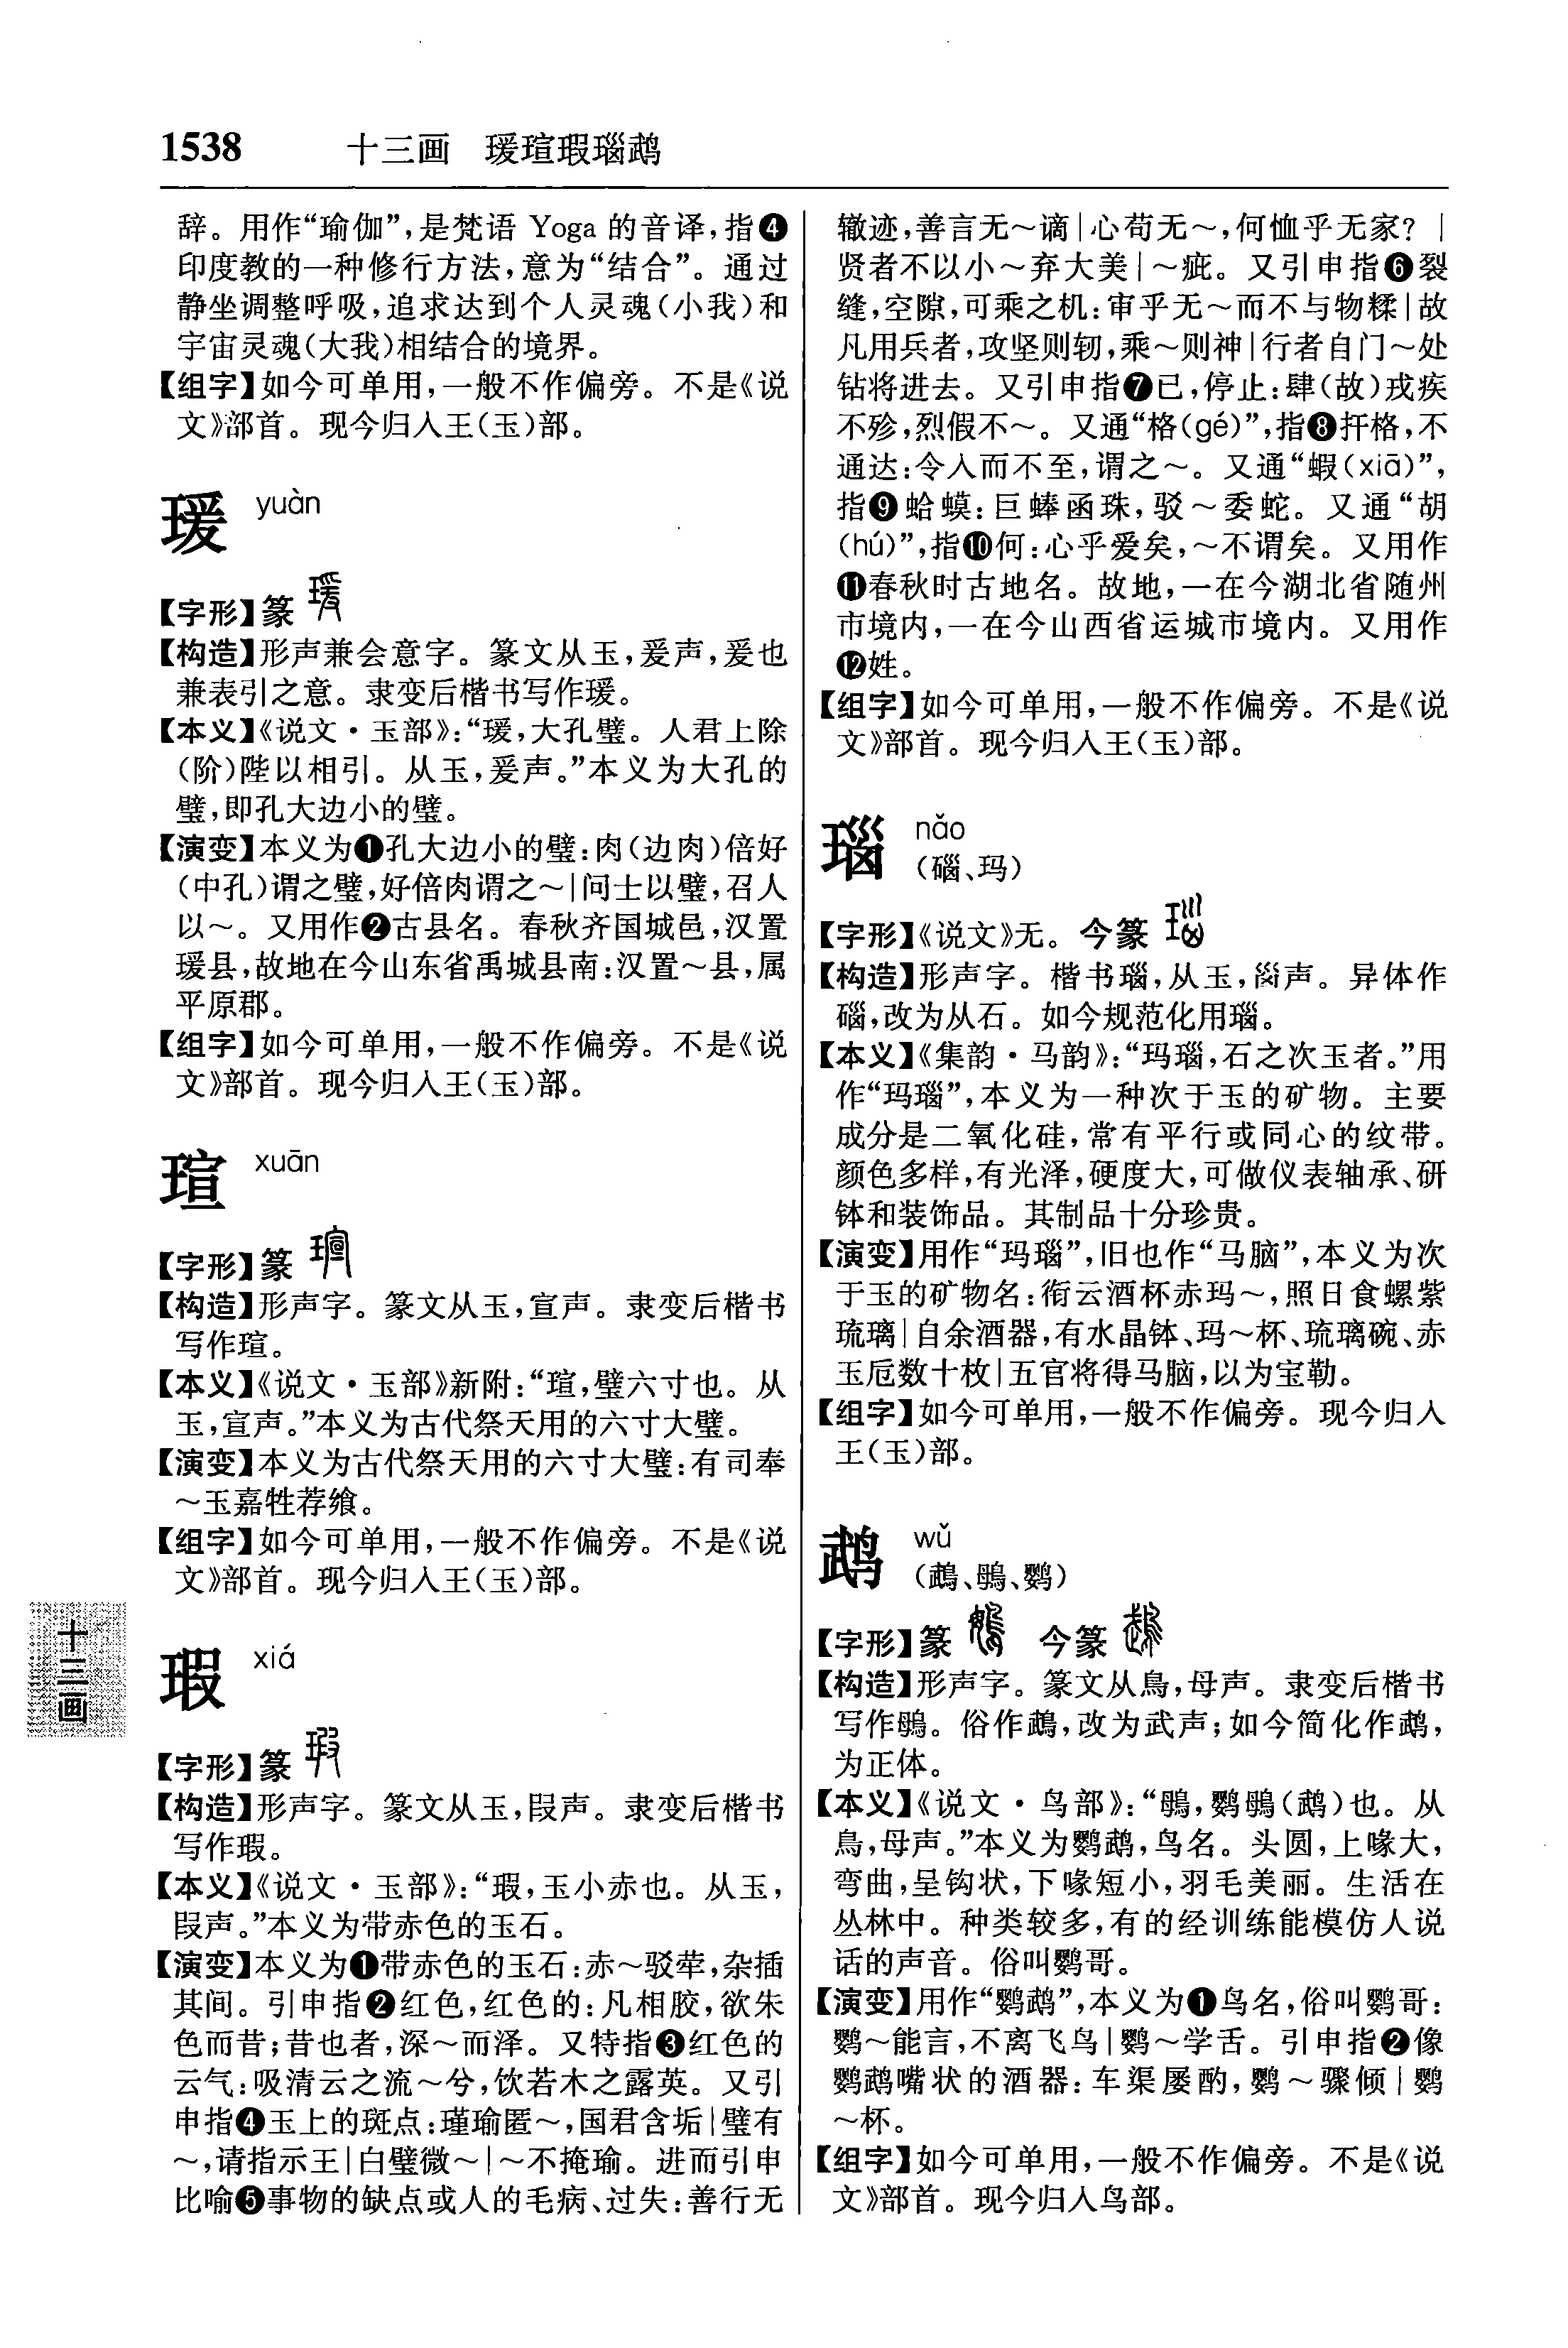 1538 十三画 瑗瑄瑕瑙鹉
辞。用作“瑜伽”,是梵语 Yoga 的音译,指❹
印度教的一种修行方法,意为“结合”。通过
静坐调整呼吸,追求达到个人灵魂(小我)和
宇宙灵魂(大我)相结合的境界。
【组字】如今可单用,一般不作偏旁。不是《说
文》部首。现今归入王(玉)部。
瑗 yuàn
【字形】篆
【构造】形声兼会意字。篆文从玉,爰声,爰也
兼表引之意。隶变后楷书写作瑗。
【本义】《说文·玉部》:“瑗,大孔璧。人君上除
(阶)陛以相引。从玉,爰声。”本义为大孔的
璧,即孔大边小的璧。
【演变】本义为❶孔大边小的璧:肉(边肉)倍好
(中孔)谓之璧,好倍肉谓之~|问士以璧,召人
以~。又用作❷古县名。春秋齐国城邑,汉置
瑗县,故地在今山东省禹城县南:汉置~县,属
平原郡。
【组字】如今可单用,一般不作偏旁。不是《说
文》部首。现今归入王(玉)部。
瑄 xuān
【字形】篆
【构造】形声字。篆文从玉,宣声。隶变后楷书
写作瑄。
【本义】《说文·玉部》新附:“瑄,璧六寸也。从
玉,宣声。”本义为古代祭天用的六寸大璧。
【演变】本义为古代祭天用的六寸大璧:有司奉
~玉嘉牲荐飨。
【组字】如今可单用,一般不作偏旁。不是《说
文》部首。现今归入王(玉)部。
十三画
瑕 xiá
【字形】篆
【构造】形声字。篆文从玉,叚声。隶变后楷书
写作瑕。
【本义】《说文·玉部》:“瑕,玉小赤也。从玉,
叚声。”本义为带赤色的玉石。
【演变】本义为❶带赤色的玉石:赤~驳荦,杂插
其间。引申指❷红色,红色的:凡相胶,欲朱
色而昔;昔也者,深~而泽。又特指❸红色的
云气:吸清云之流~兮,饮若木之露英。又引
申指❹玉上的斑点:瑾瑜匿~,国君含垢|璧有
~,请指示王|白璧微~|~不掩瑜。进而引申
比喻❺事物的缺点或人的毛病、过失:善行无
辙迹,善言无~谪|心苟无~,何恤乎无家?|
贤者不以小~弃大美|~疵。又引申指❻裂
缝,空隙,可乘之机:审乎无~而不与物糅|故
凡用兵者,攻坚则轫,乘~则神|行者自门~处
钻将进去。又引申指❼已,停止:肆(故)戎疾
不殄,烈假不~。又通“格(gé)”,指❽扞格,不
通达:令入而不至,谓之~。又通“蝦(xiā)”,
指❾蛤蟆:巨蜯函珠,驳~委蛇。又通“胡
(hú)”,指❿何:心乎爱矣,~不谓矣。又用作
⓫春秋时古地名。故地,一在今湖北省随州
市境内,一在今山西省运城市境内。又用作
⓬姓。
【组字】如今可单用,一般不作偏旁。不是《说
文》部首。现今归入王(玉)部。
瑙 nǎo
(碯、玛)
【字形】《说文》无。今篆
【构造】形声字。楷书瑙,从玉,𡿺声。异体作
碯,改为从石。如今规范化用瑙。
【本义】《集韵·马韵》:“玛瑙,石之次玉者。”用
作“玛瑙”,本义为一种次于玉的矿物。主要
成分是二氧化硅,常有平行或同心的纹带。
颜色多样,有光泽,硬度大,可做仪表轴承、研
钵和装饰品。其制品十分珍贵。
【演变】用作“玛瑙”,旧也作“马脑”,本义为次
于玉的矿物名:衔云酒杯赤玛~,照日食螺紫
琉璃|自余酒器,有水晶钵、玛~杯、琉璃碗、赤
玉卮数十枚|五官将得马脑,以为宝勒。
【组字】如今可单用,一般不作偏旁。现今归入
王(玉)部。
鹉 wǔ
(鵡、䳇、鹦)
【字形】篆 今篆
【构造】形声字。篆文从鳥,母声。隶变后楷书
写作䳇。俗作鵡,改为武声;如今简化作鹉,
为正体。
【本义】《说文·鸟部》:“䳇,鹦䳇(鹉)也。从
鳥,母声。”本义为鹦鹉,鸟名。头圆,上喙大,
弯曲,呈钩状,下喙短小,羽毛美丽。生活在
丛林中。种类较多,有的经训练能模仿人说
话的声音。俗叫鹦哥。
【演变】用作“鹦鹉”,本义为❶鸟名,俗叫鹦哥:
鹦~能言,不离飞鸟|鹦~学舌。引申指❷像
鹦鹉嘴状的酒器:车渠屡酌,鹦~骤倾|鹦
~杯。
【组字】如今可单用,一般不作偏旁。不是《说
文》部首。现今归入鸟部。